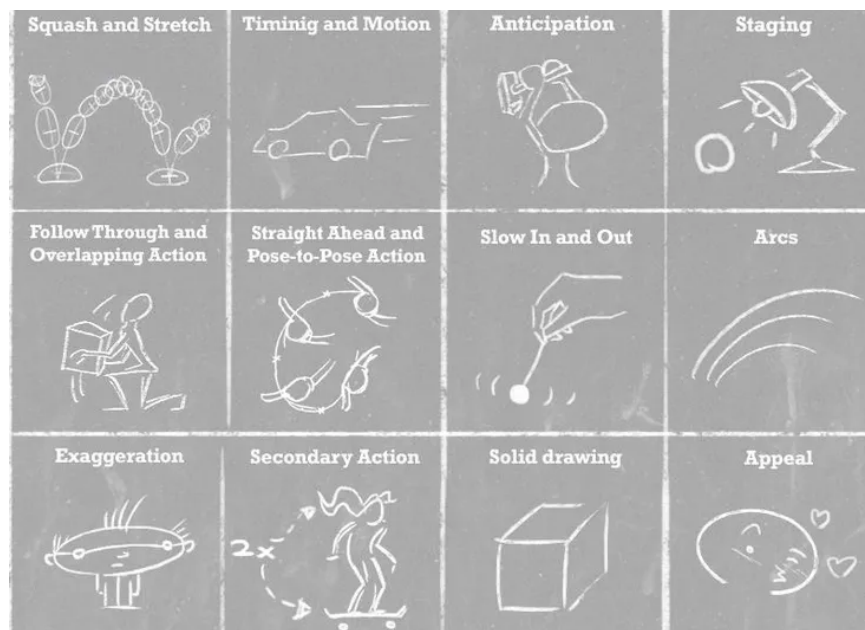 Squash and Stretch
Timinig and Motion
Anticipation
Staging
Follow Through and
Overlapping Action
Straight Ahead and
Pose-to-Pose Action
Slow In and Out
Arcs
Exaggeration
Secondary Action
Solid drawing
Appeal
2x